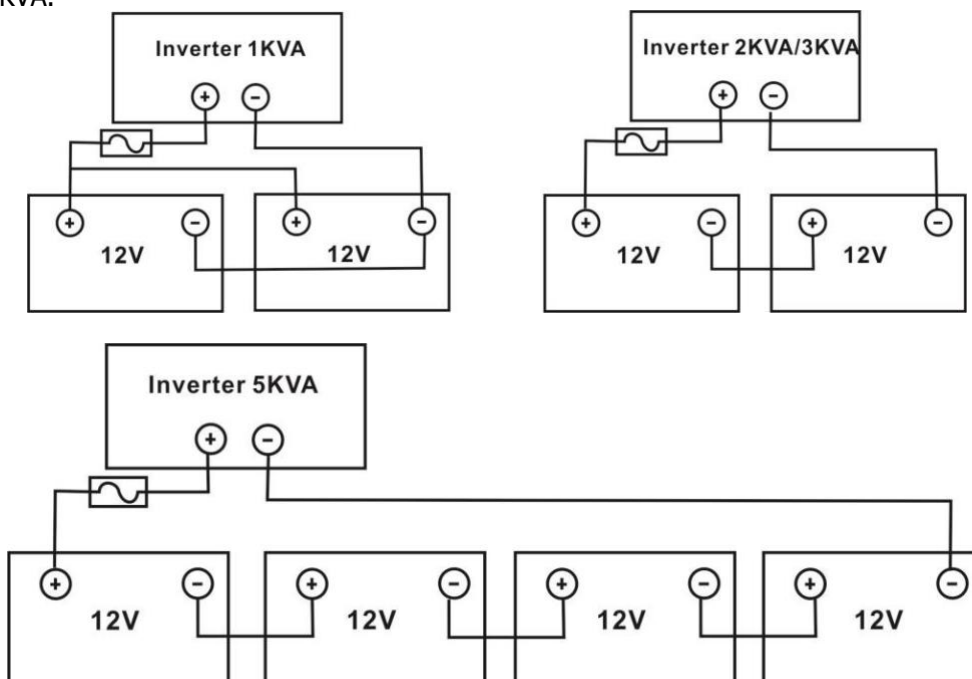 KVA.
Inverter 1KVA
+ -
12V 12V
+ - + -
Inverter 2KVA/3KVA
+ -
+ - + -
12V 12V
Inverter 5KVA
+ -
+ - + - + - + -
12V 12V 12V 12V